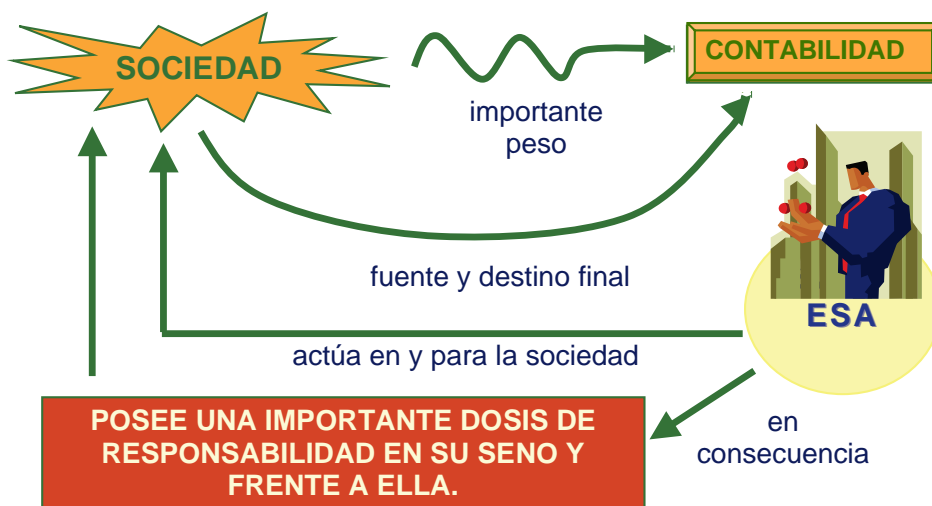 SOCIEDAD
CONTABILIDAD
importante
peso
fuente y destino final
ESA
actúa en y para la sociedad
en
consecuencia
POSEE UNA IMPORTANTE DOSIS DE
RESPONSABILIDAD EN SU SENO Y
FRENTE A ELLA.